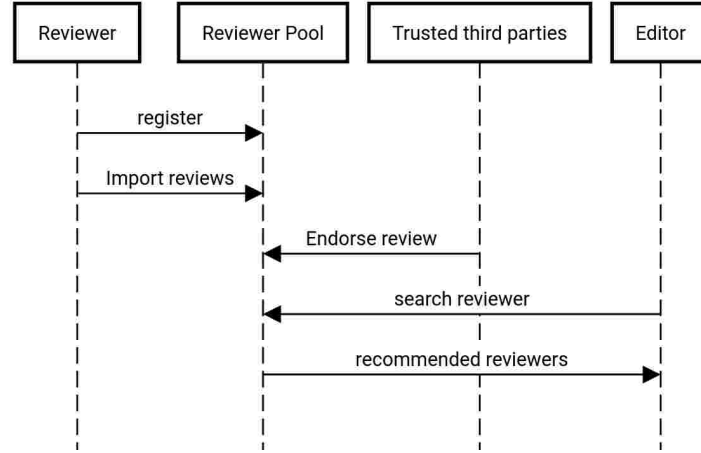 Reviewer
Reviewer Pool
Trusted third parties
Editor
register
Import reviews
Endorse review
search reviewer
recommended reviewers